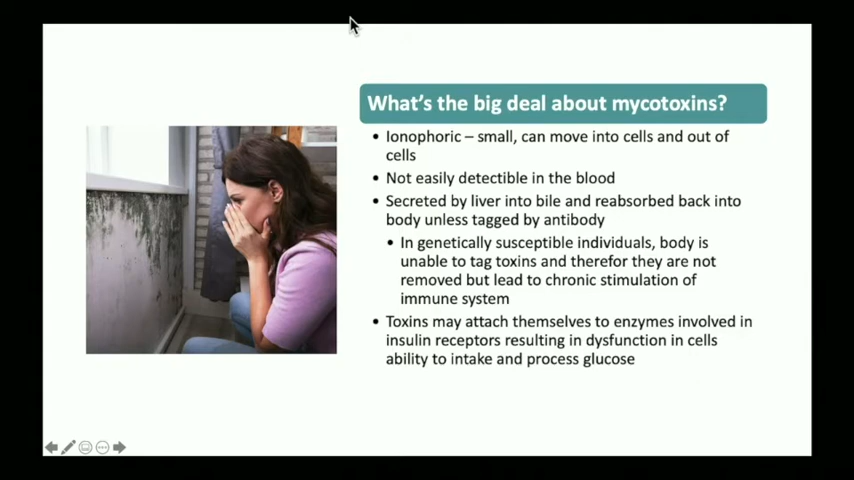 What's the big deal about mycotoxins?
• Ionophoric – small, can move into cells and out of
cells
• Not easily detectible in the blood
• Secreted by liver into bile and reabsorbed back into
body unless tagged by antibody
• In genetically susceptible individuals, body is
unable to tag toxins and therefor they are not
removed but lead to chronic stimulation of
immune system
• Toxins may attach themselves to enzymes involved in
insulin receptors resulting in dysfunction in cells
ability to intake and process glucose